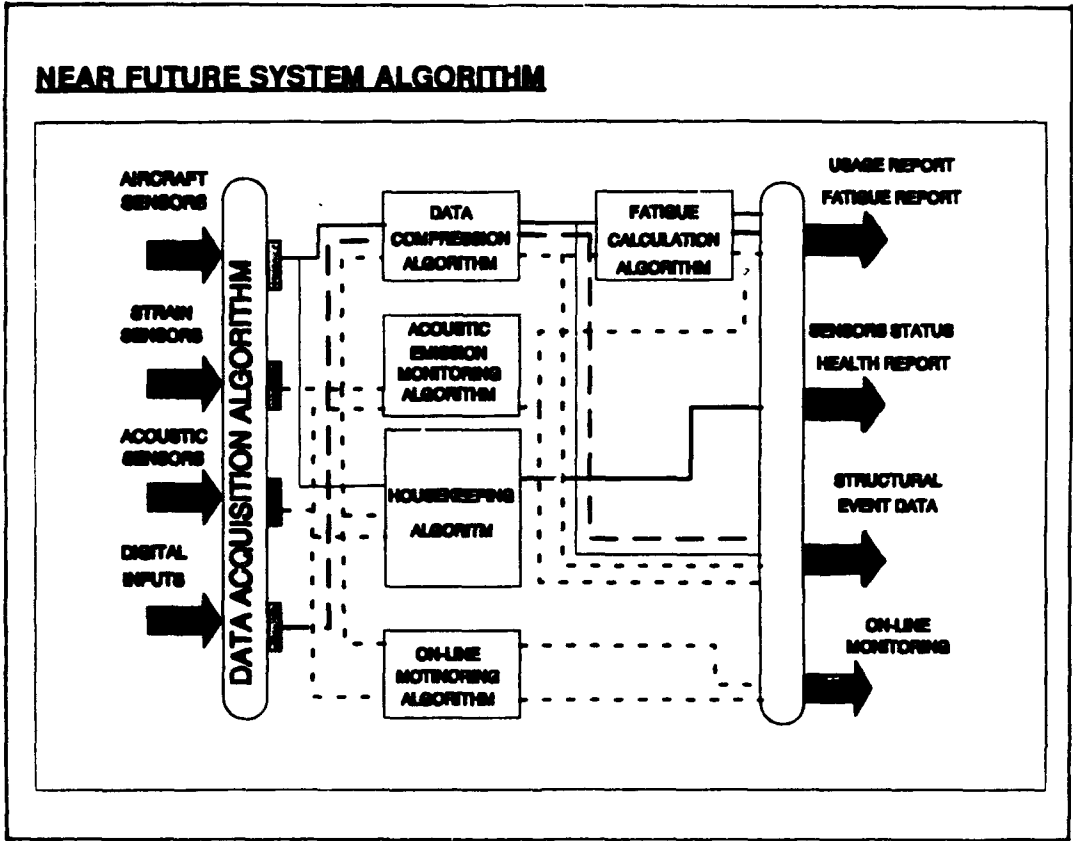 NEAR FUTURE SYSTEM ALGORITHM
AIRCRAFT
SENSORS
STRAIN
SENSORS
ACOUSTIC
SENSORS
DIGITAL
INPUTS
DATA ACQUISITION ALGORITHM
DATA
COMPRESSION
ALGORITHM
ACOUSTIC
EMISSION
MONITORING
ALGORITHM
HOUSEKEEPING
ALGORITM
ON-LINE
MOTINORING
ALGORITHM
FATIGUE
CALCULATION
ALGORITHM
USAGE REPORT
FATIGUE REPORT
SENSORS STATUS
HEALTH REPORT
STRUCTURAL
EVENT DATA
ON-LINE
MONITORING